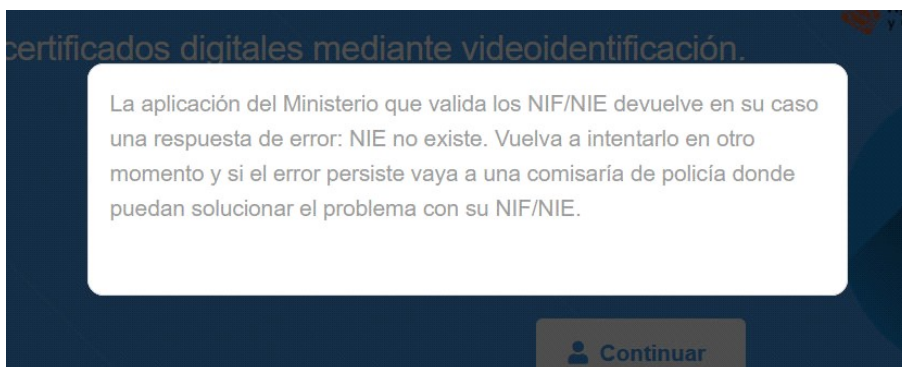 certificados digitales mediante videoidentificación.
La aplicación del Ministerio que valida los NIF/NIE devuelve en su caso
una respuesta de error: NIE no existe. Vuelva a intentarlo en otro
momento y si el error persiste vaya a una comisaría de policía donde
puedan solucionar el problema con su NIF/NIE.
Continuar